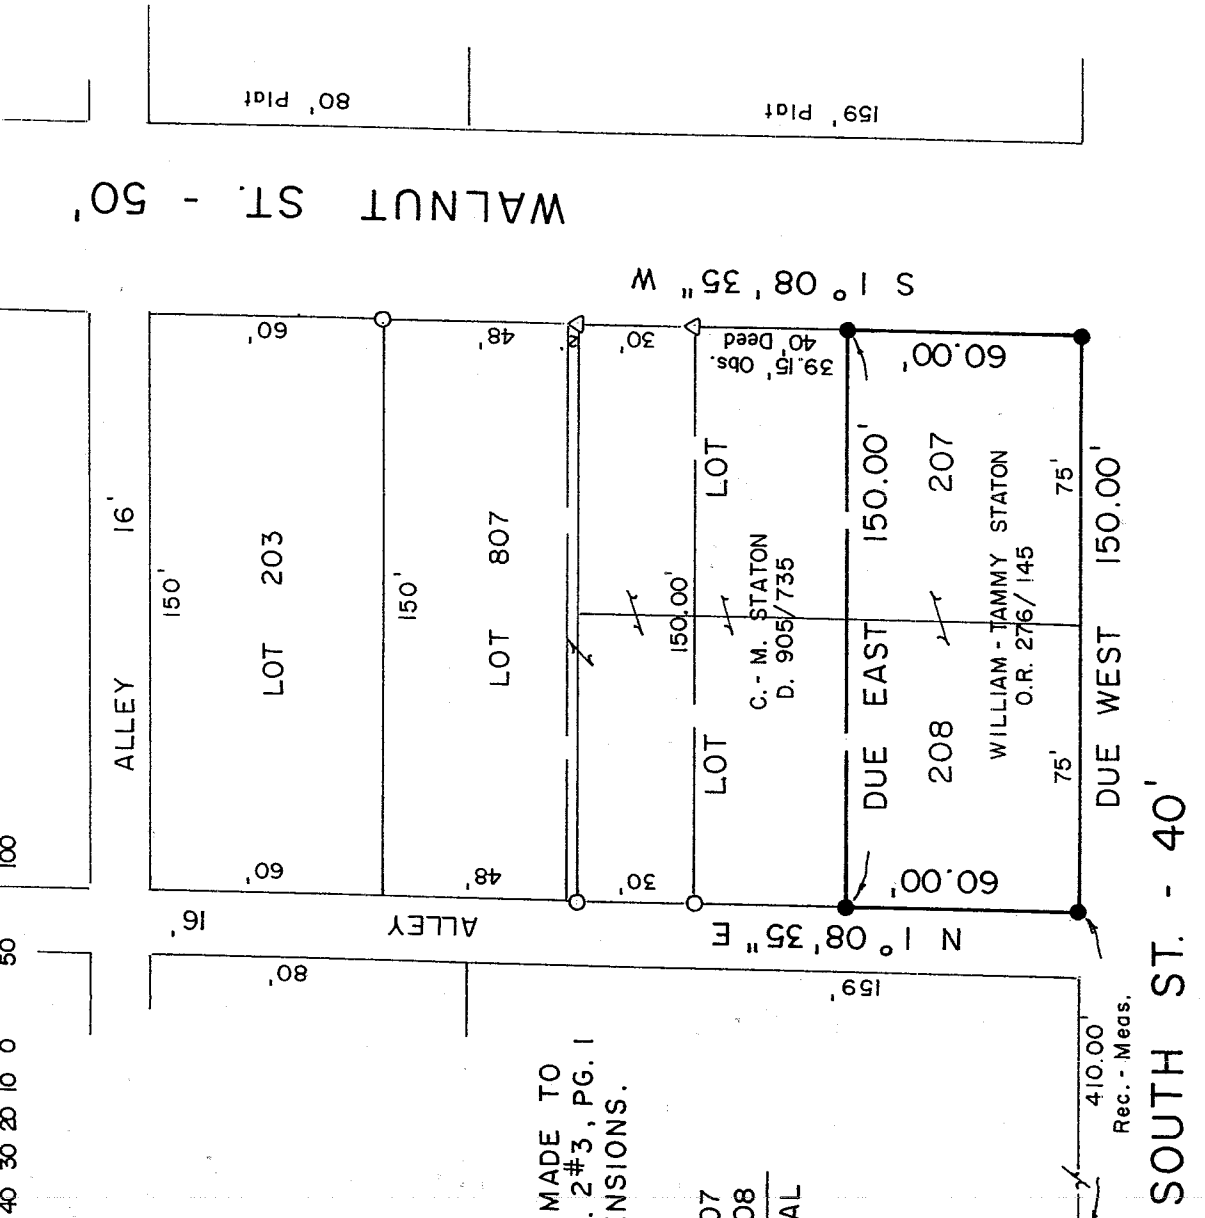 80' Plat
159' Plat
WALNUT ST. - 50'
S 1° 08' 35" W
60'
48'
2'
30'
40' Deed
39.15' Obs.
60.00'
ALLEY 16'
150'
LOT 203
150'
LOT 807
150.00'
LOT
LOT
C.-M. STATON
D. 905/735
DUE EAST 150.00'
207
208
WILLIAM-TAMMY STATON
O.R. 276/145
75'
75'
DUE WEST 150.00'
SOUTH ST. - 40'
60'
48'
30'
60.00'
N 1° 08' 35" E
16' ALLEY
80'
159'
410.00'
Rec.-Meas.
40 30 20 10 0 50 100
MADE TO
. 2#3, PG. 1
NSIONS.
07
08
AL